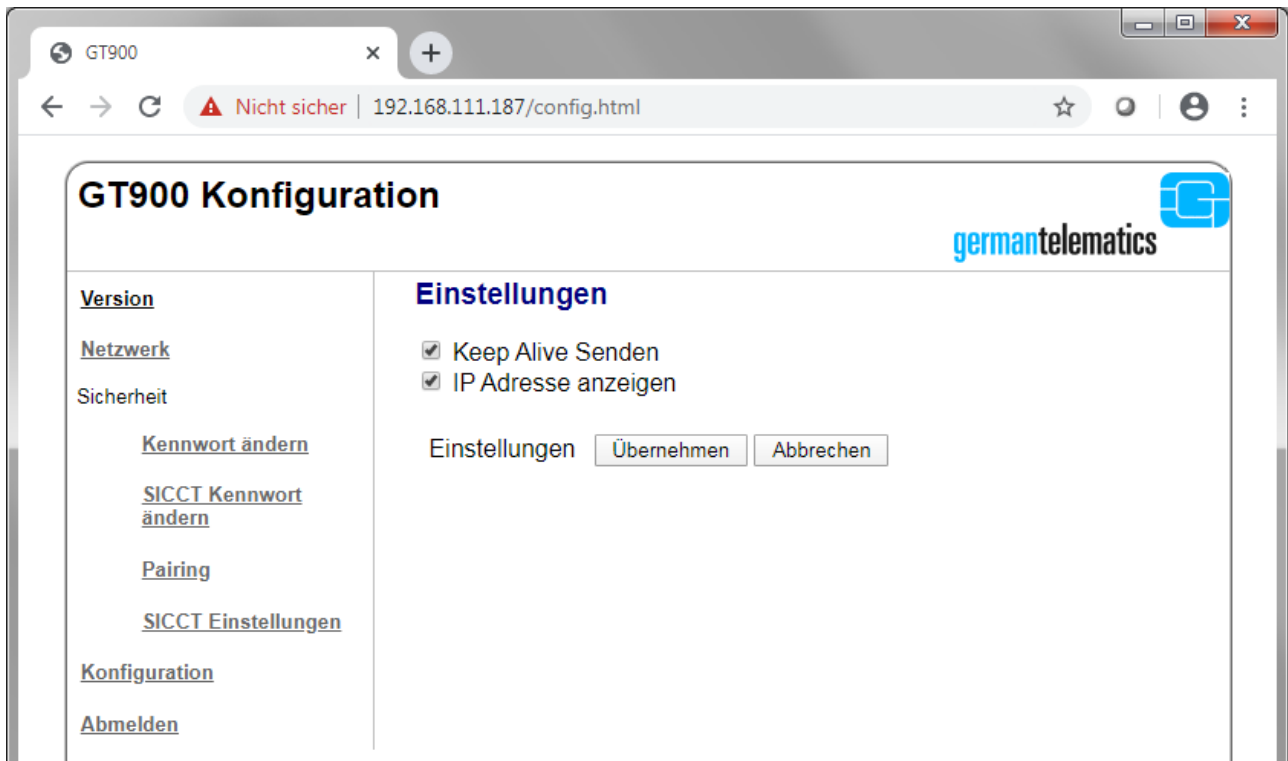 GT900
Nicht sicher | 192.168.111.187/config.html
GT900 Konfiguration
germantelematics
Version
Netzwerk
Sicherheit
Kennwort ändern
SICCT Kennwort
ändern
Pairing
SICCT Einstellungen
Konfiguration
Abmelden
Einstellungen
Keep Alive Senden
IP Adresse anzeigen
Einstellungen Übernehmen Abbrechen